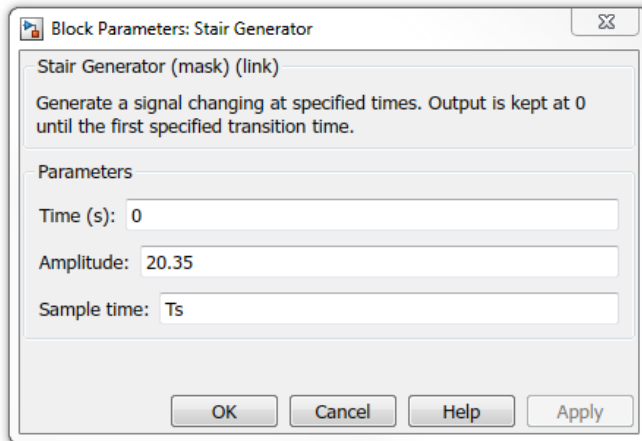 Block Parameters: Stair Generator
Stair Generator (mask) (link)
Generate a signal changing at specified times. Output is kept at 0
until the first specified transition time.
Parameters
Time (s): 0
Amplitude: 20.35
Sample time: Ts
OK Cancel Help Apply